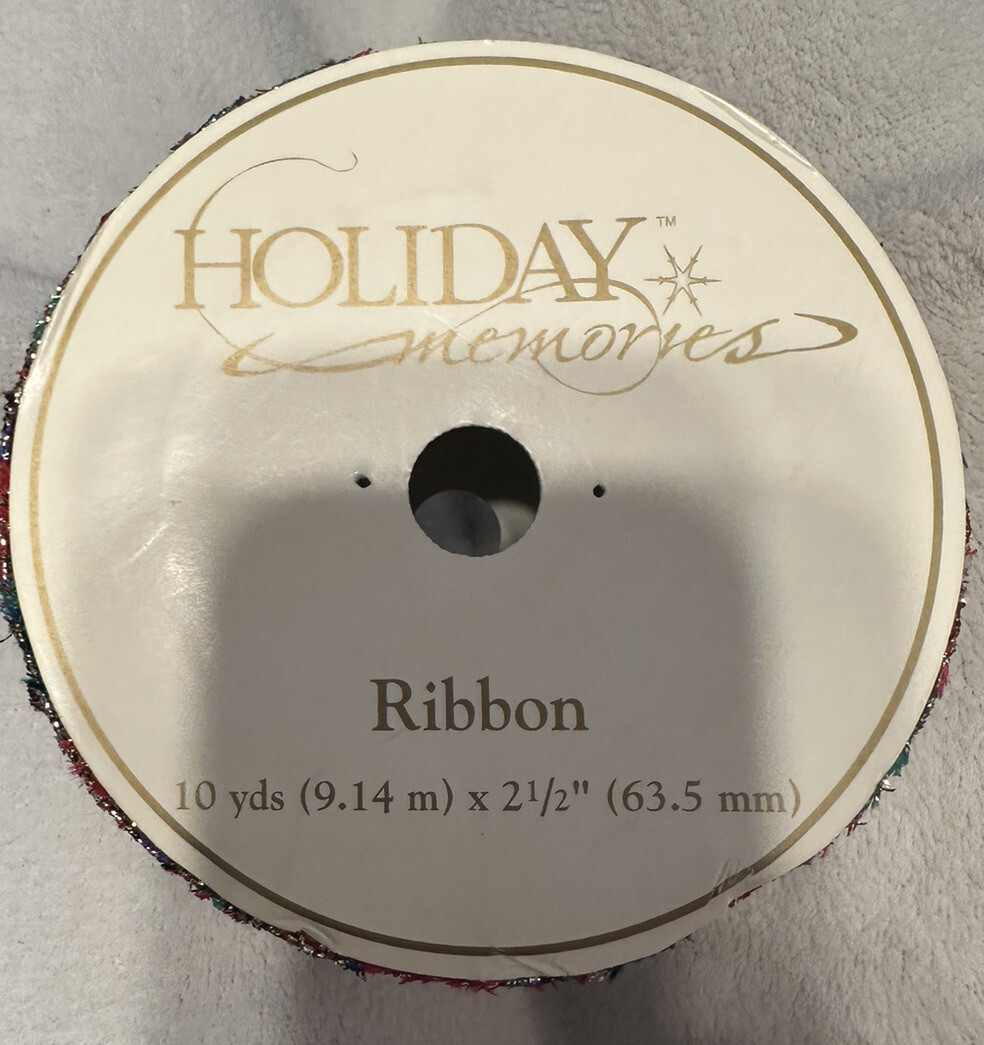 HOLIDAY™
memories
Ribbon
10 yds (9.14 m) x 2½" (63.5 mm)